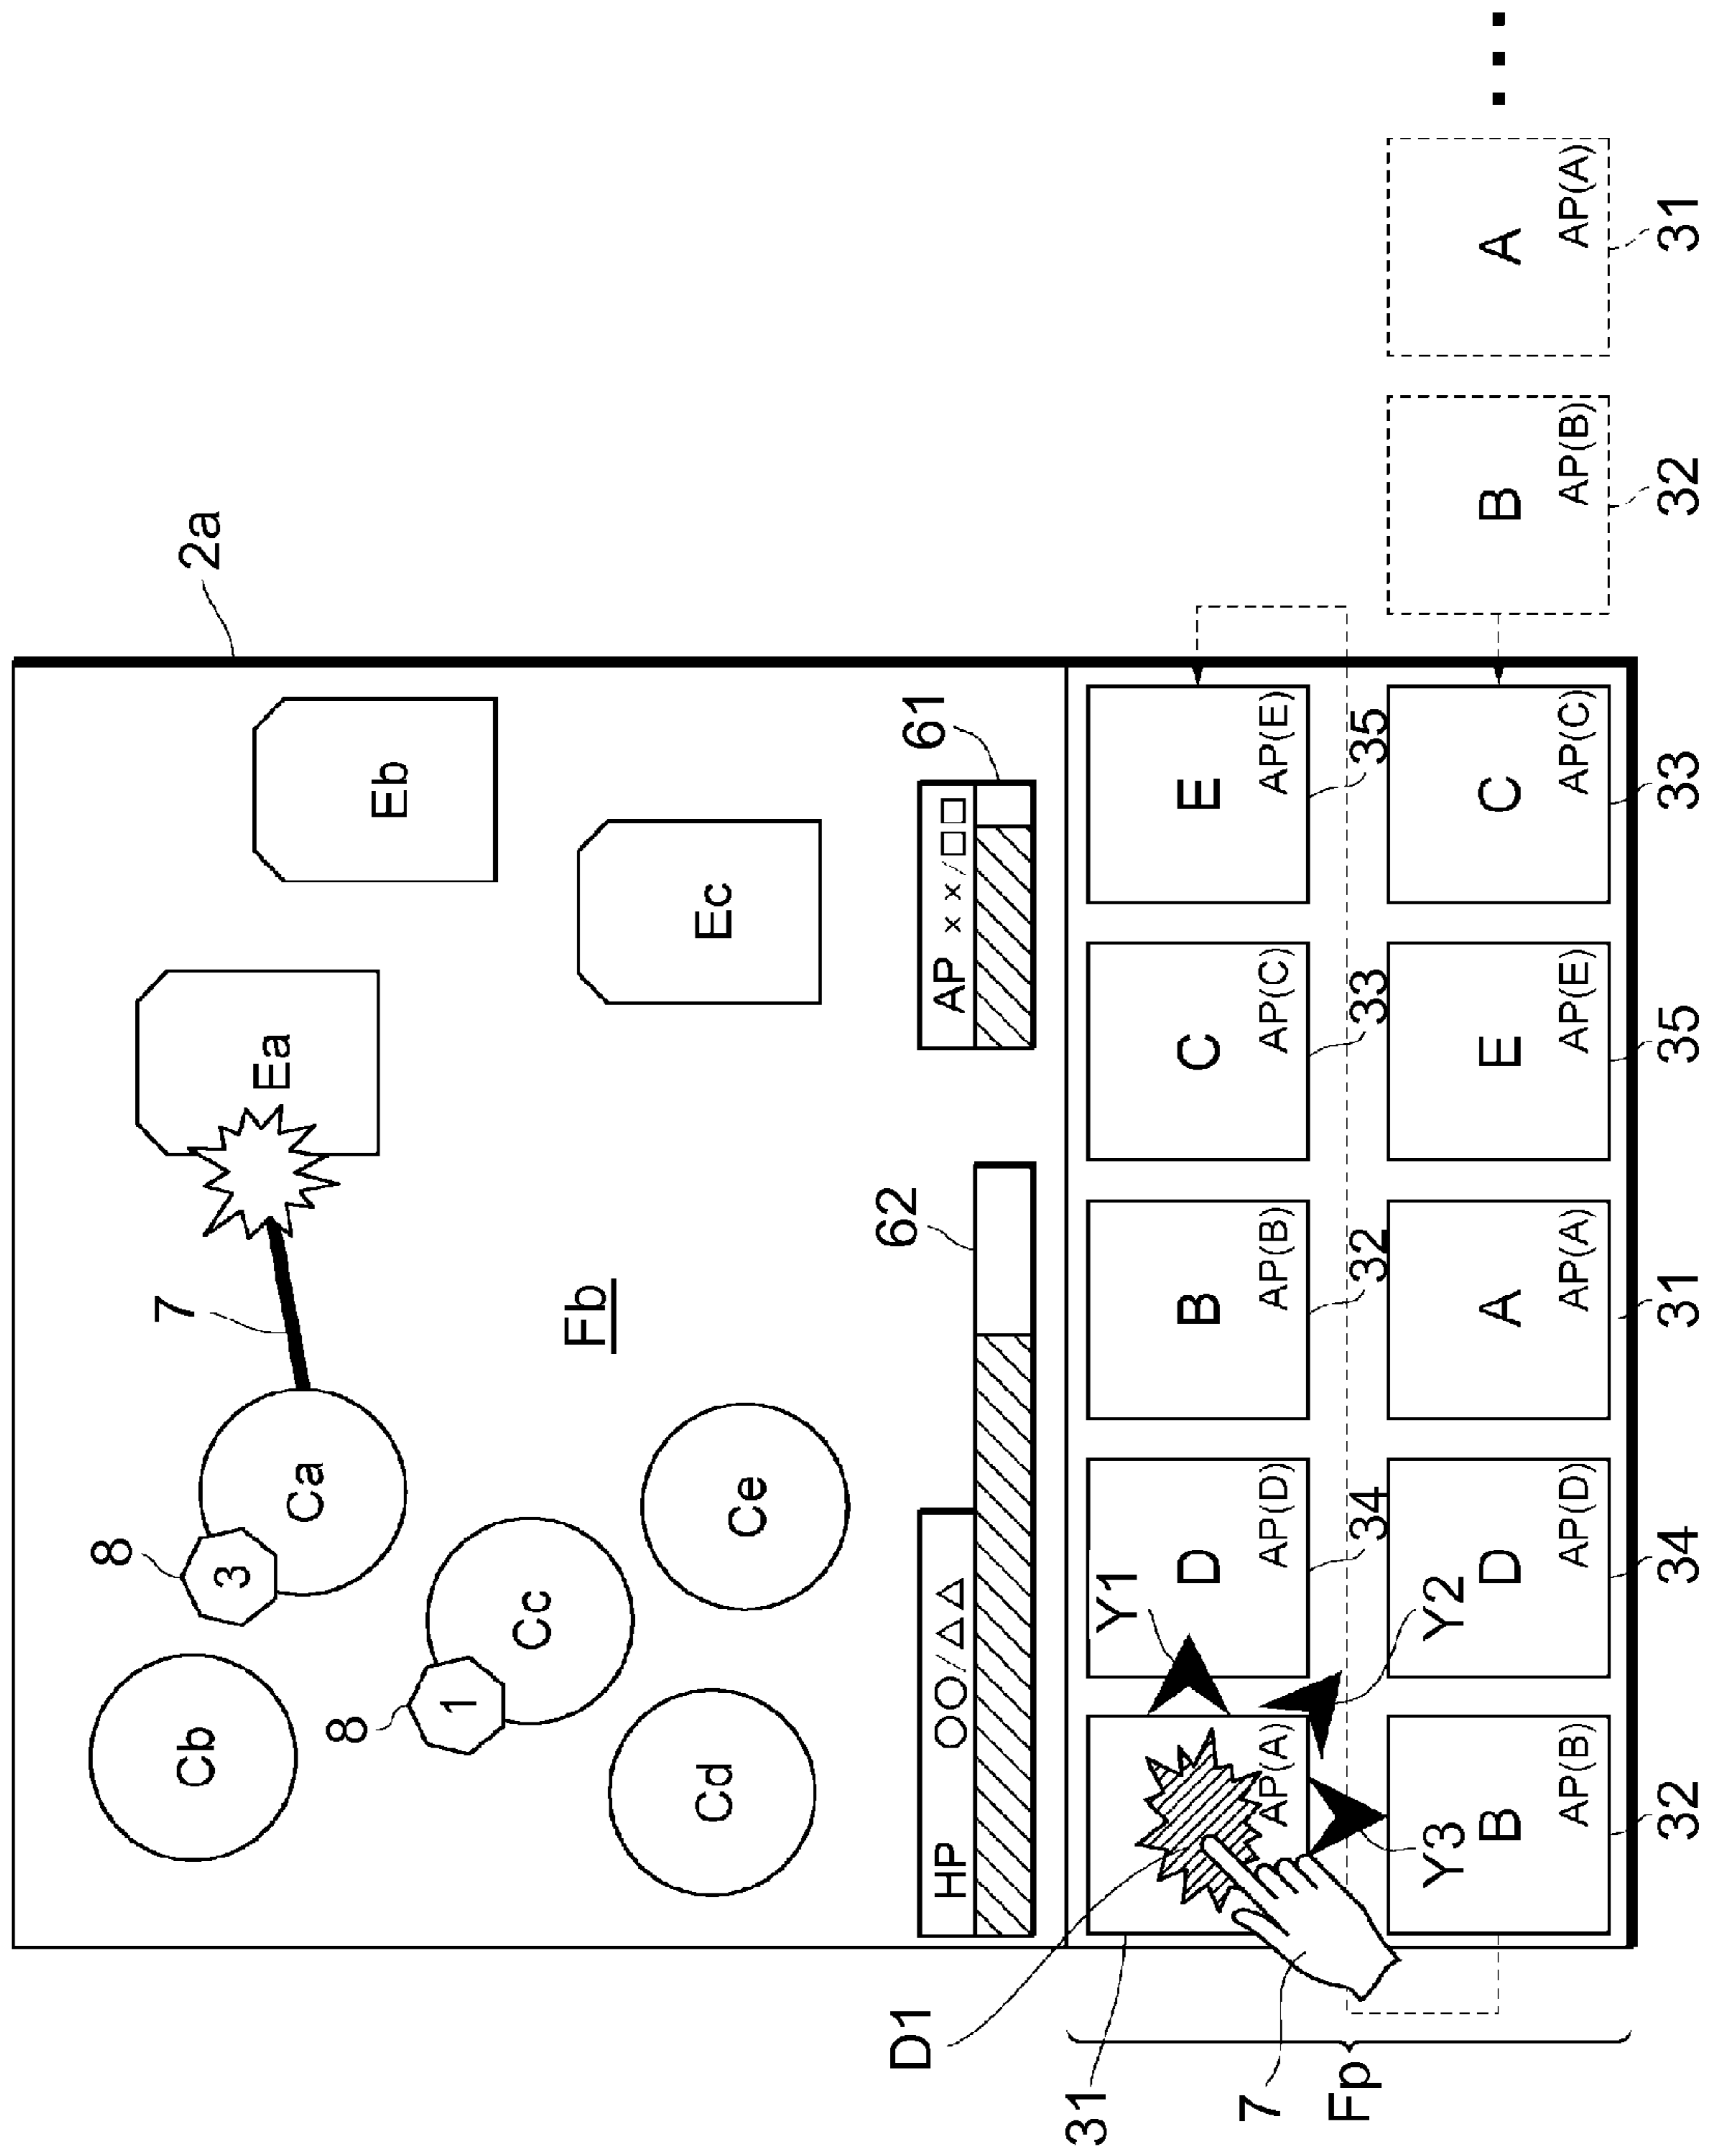 8
7
Cb
2a
3
Ea
Ca
8
Eb
1
Cc
Fb
Cd
Ec
Ce
D1
62
61
HP ○○/△△
AP ××/□□
31
Y1
D B C E
7
AP(A) AP(D) AP(B) AP(C) AP(E)
Fp
34 32 33 35
Y3 Y2
B D A E C B A ...
AP(B) AP(D) AP(A) AP(E) AP(C) AP(B) AP(A)
32 34 31 35 33 32 31